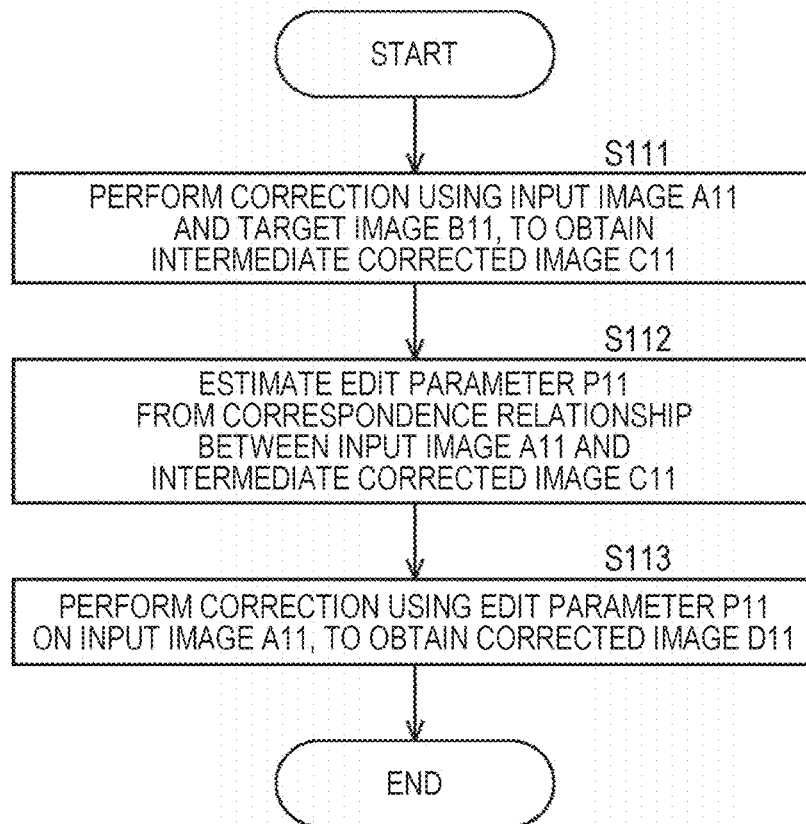 START
S111
PERFORM CORRECTION USING INPUT IMAGE A11
AND TARGET IMAGE B11, TO OBTAIN
INTERMEDIATE CORRECTED IMAGE C11
S112
ESTIMATE EDIT PARAMETER P11
FROM CORRESPONDENCE RELATIONSHIP
BETWEEN INPUT IMAGE A11 AND
INTERMEDIATE CORRECTED IMAGE C11
S113
PERFORM CORRECTION USING EDIT PARAMETER P11
ON INPUT IMAGE A11, TO OBTAIN CORRECTED IMAGE D11
END